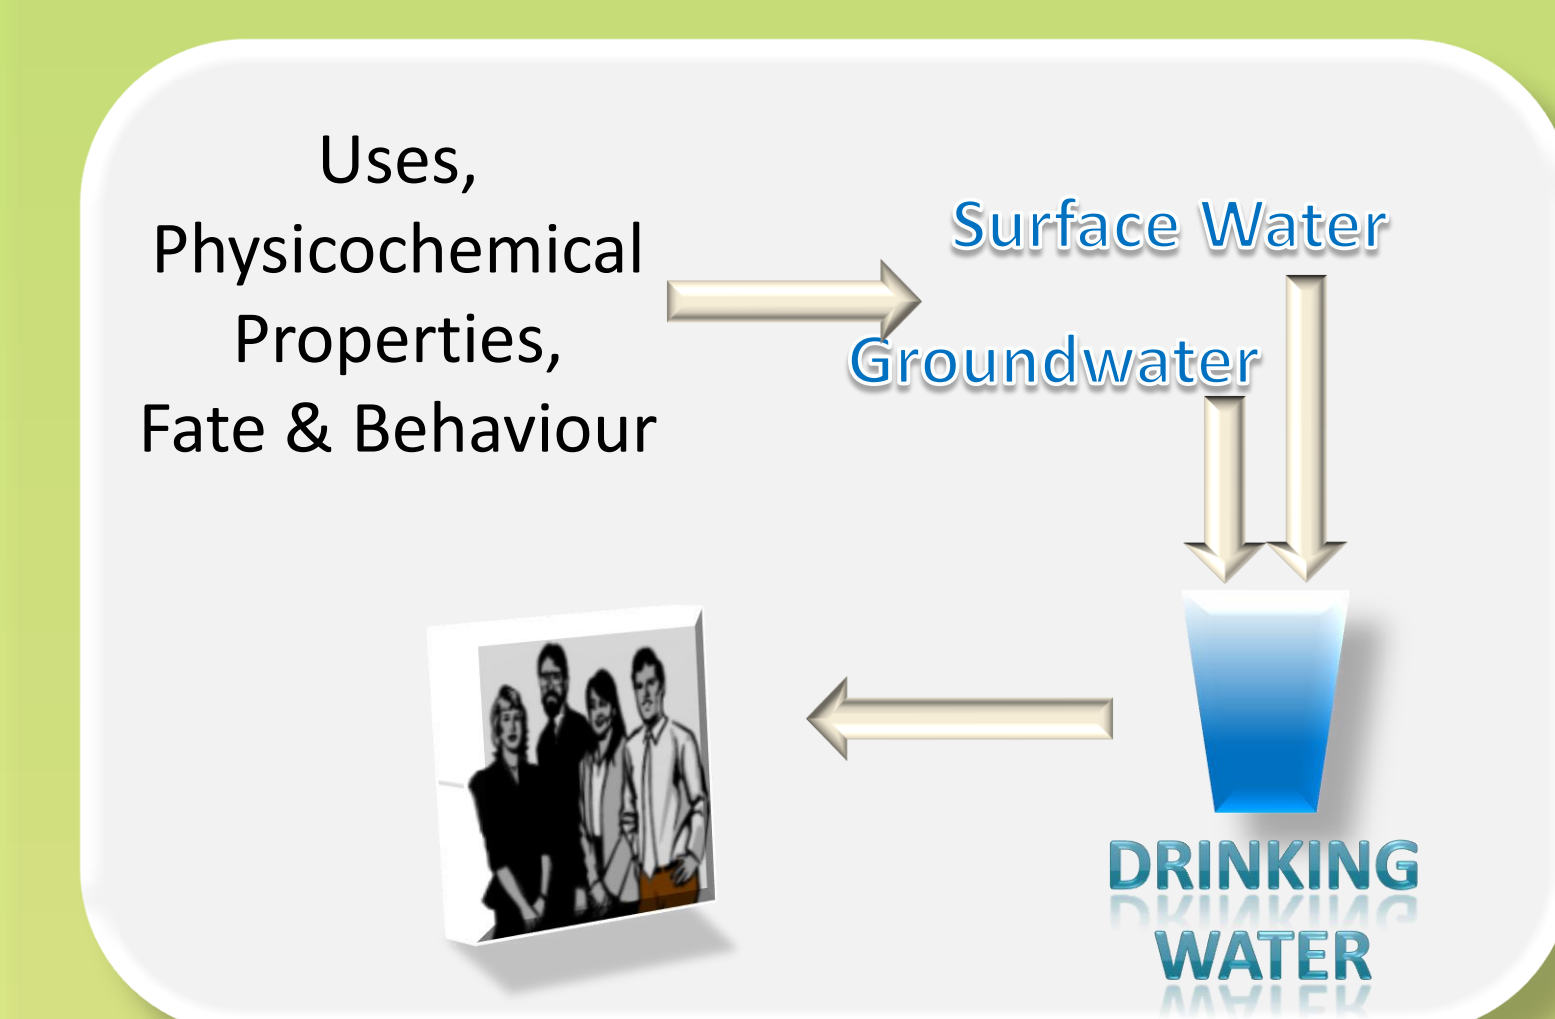 Uses,
Physicochemical
Properties,
Fate & Behaviour
Surface Water
Groundwater
DRINKING
WATER